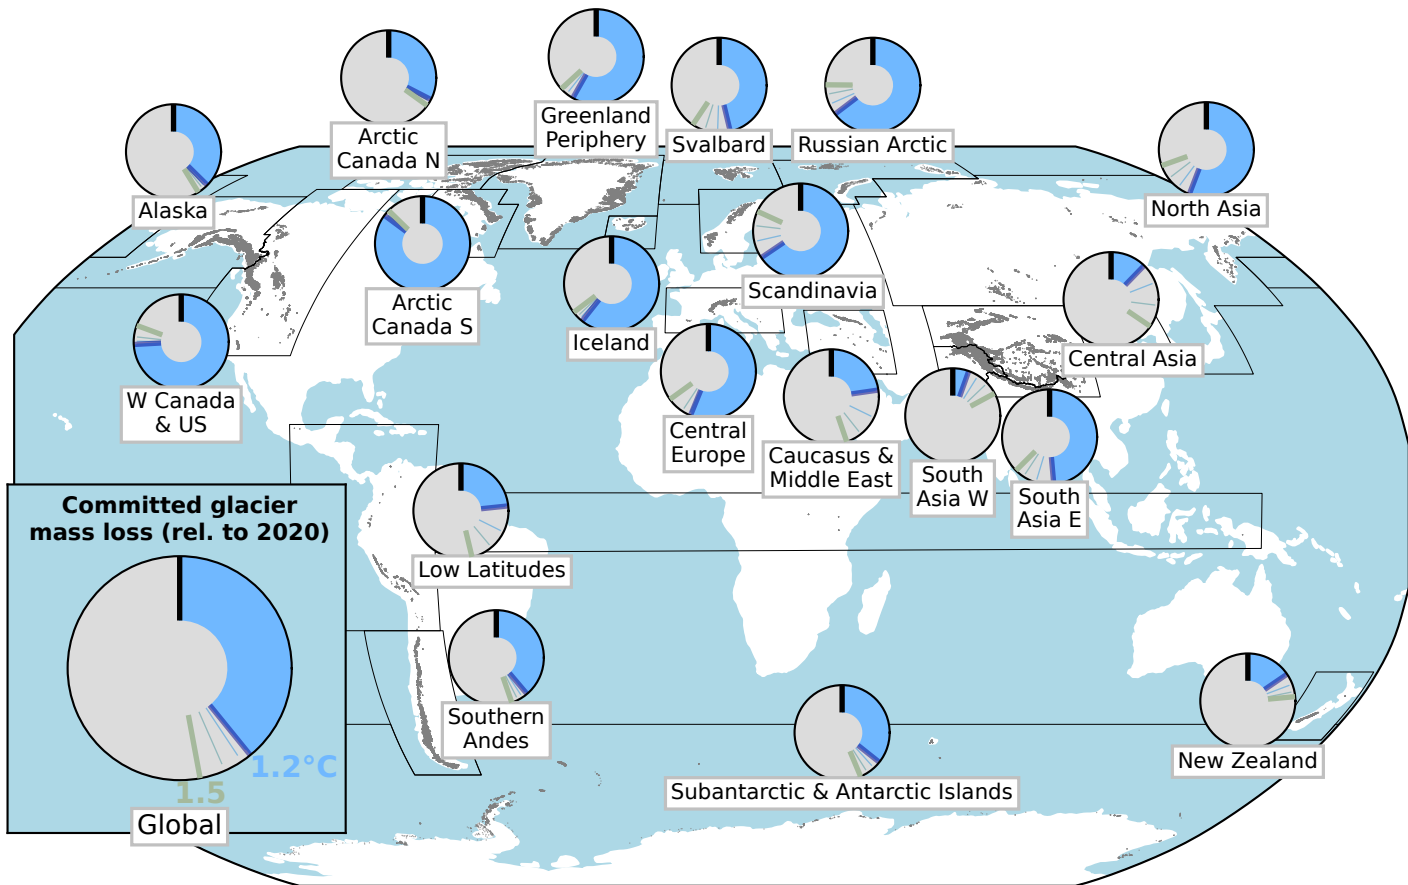 Greenland
Periphery
Arctic
Canada N
Svalbard
Russian Arctic
Alaska
North Asia
Scandinavia
Arctic
Canada S
Iceland
Central Asia
W Canada
& US
Central
Europe
Caucasus &
Middle East
South
Asia W
South
Asia E
Committed glacier
mass loss (rel. to 2020)
Low Latitudes
Southern
Andes
New Zealand
1.2°C
1.5
Subantarctic & Antarctic Islands
Global